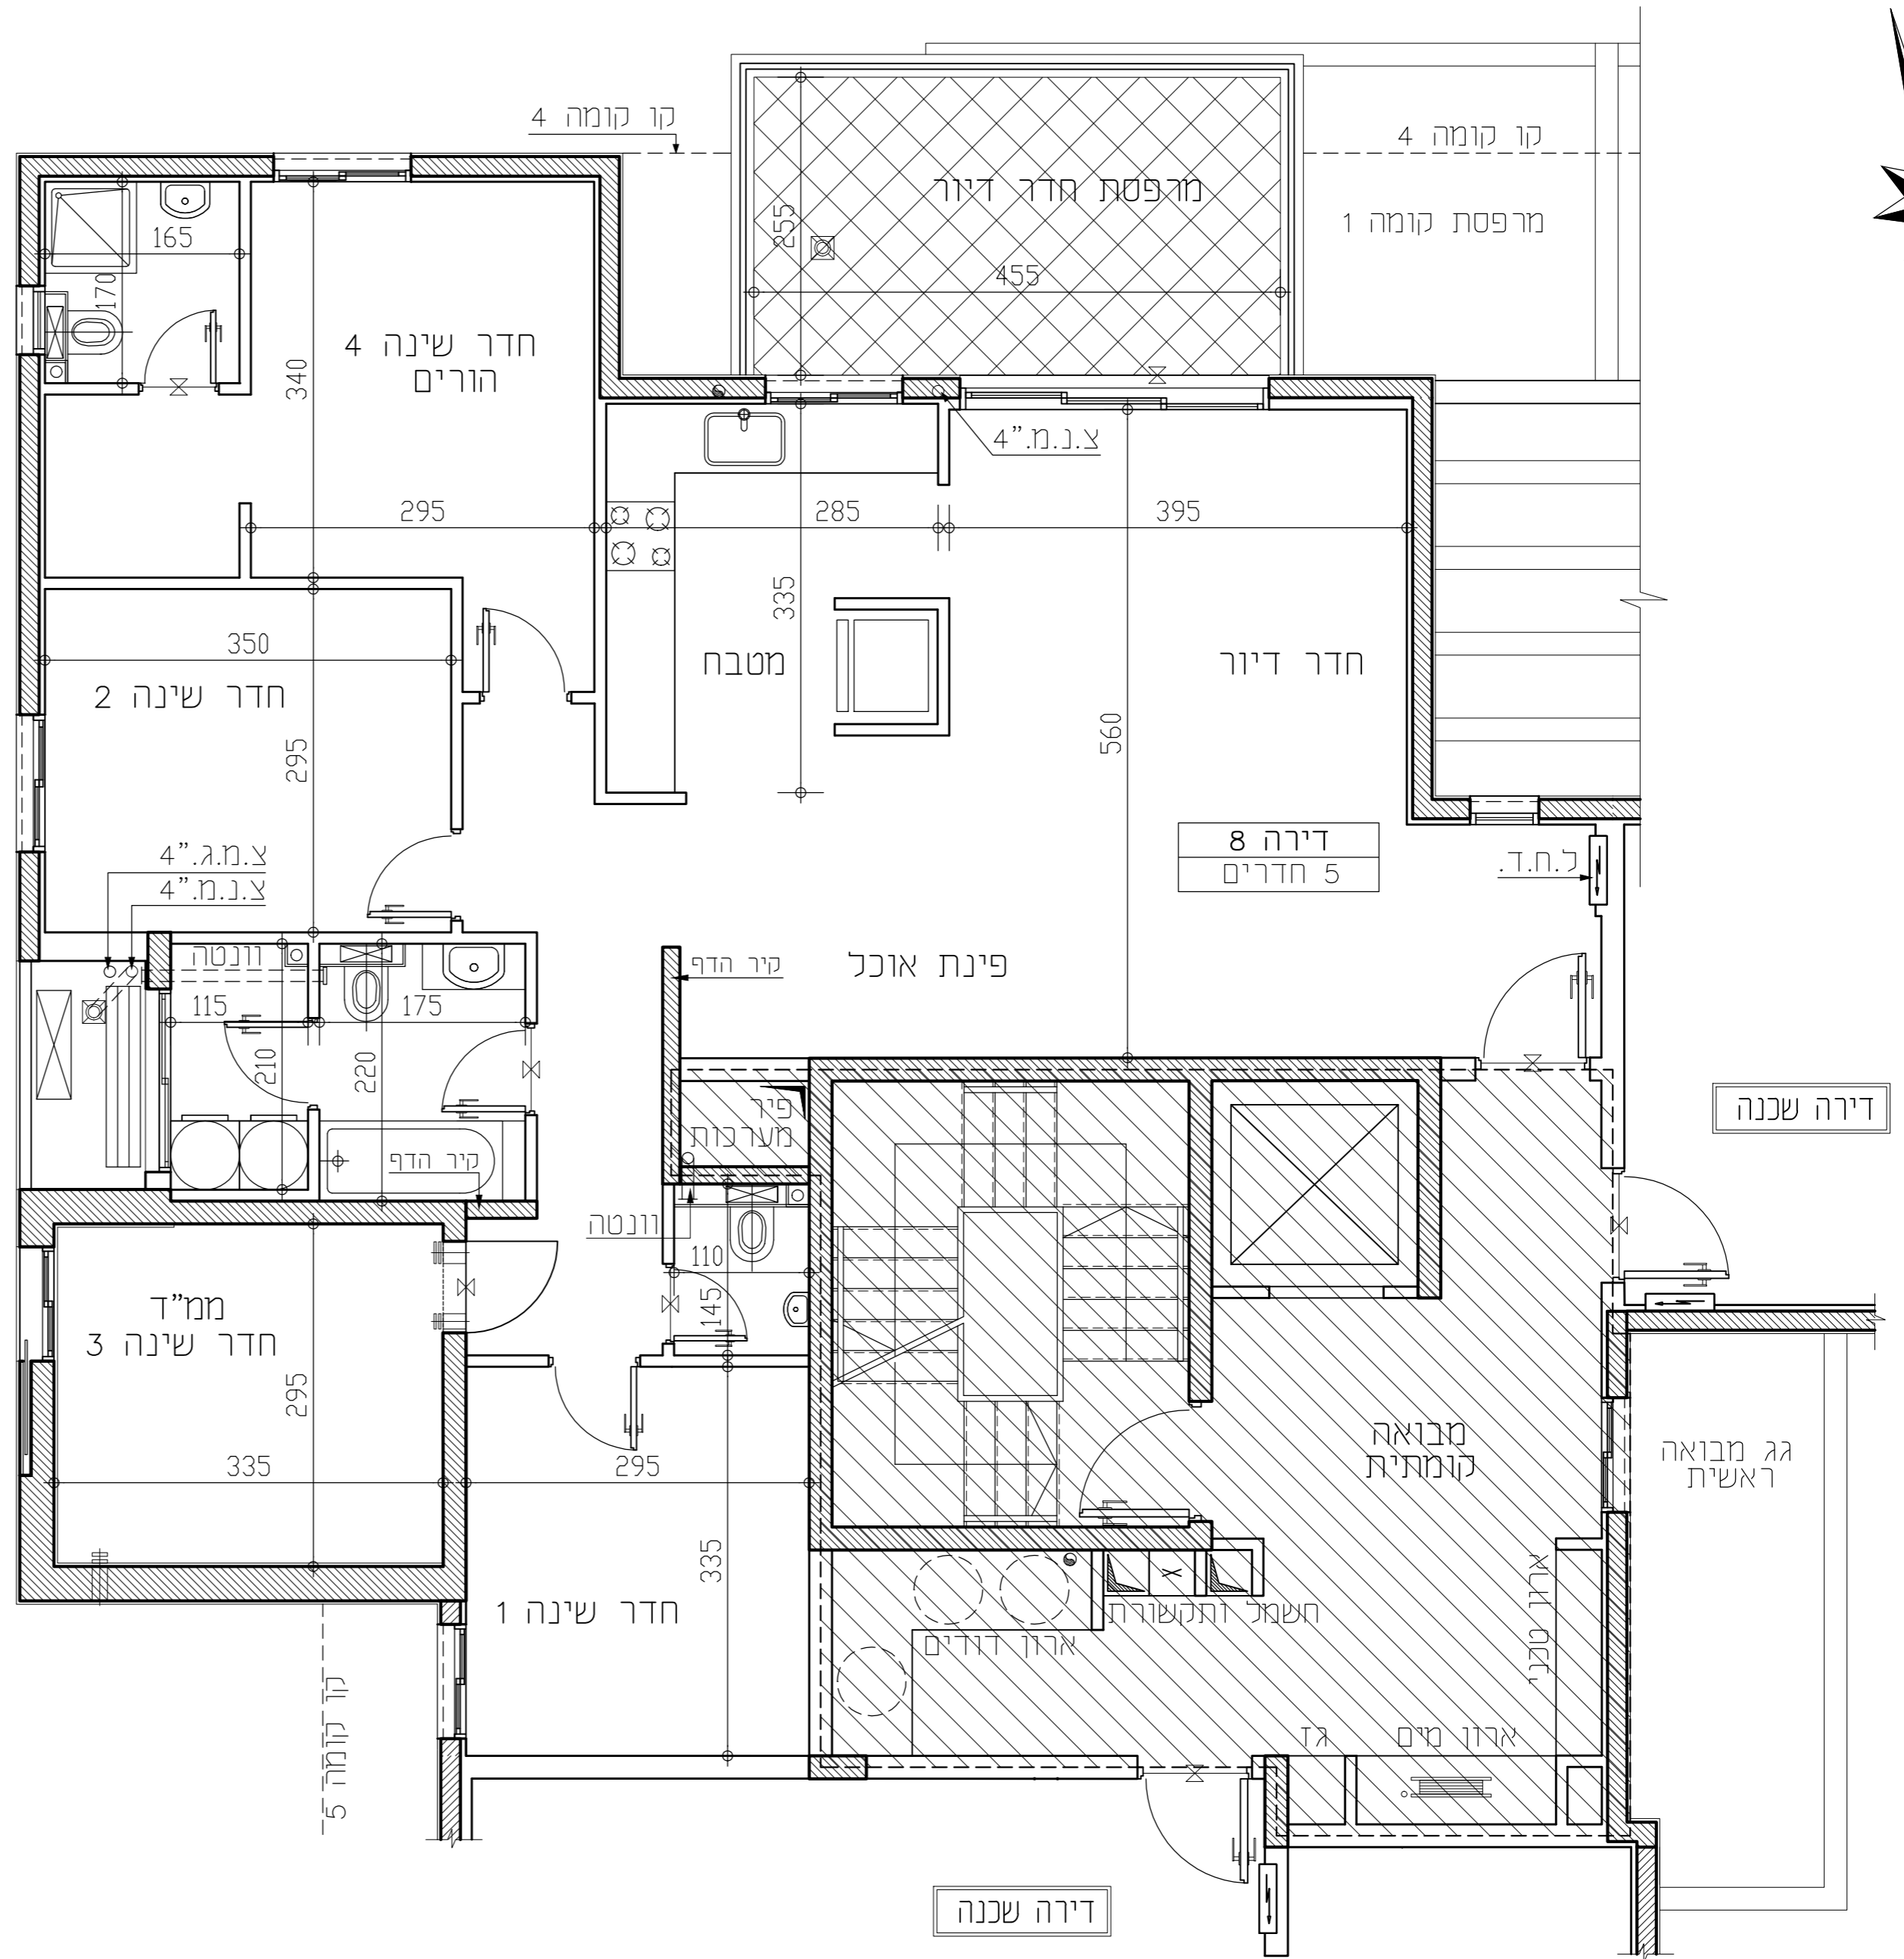 קו קומה 4
קו קומה 4
מרפסת חדר דיור
מרפסת קומה 1
255
455
165
170
חדר שינה 4
הורים
340
צ.נ.מ.”4
295
285
395
335
350
חדר שינה 2
מטבח
חדר דיור
295
560
דירה 8
5 חדרים
ל.ח.ד.
צ.מ.ג.”4
צ.נ.מ.”4
וונטה
קיר הדף
פינת אוכל
115
175
210
220
פיר
מערכות
דירה שכנה
קיר הדף
וונטה
110
145
ממ”ד
חדר שינה 3
295
335
295
מבואה
קומתית
גג מבואה
ראשית
335
חדר שינה 1
חשמל ותקשורת
ארון דודים
ארון טכני
קו קומה 5
גז
ארון מים
דירה שכנה